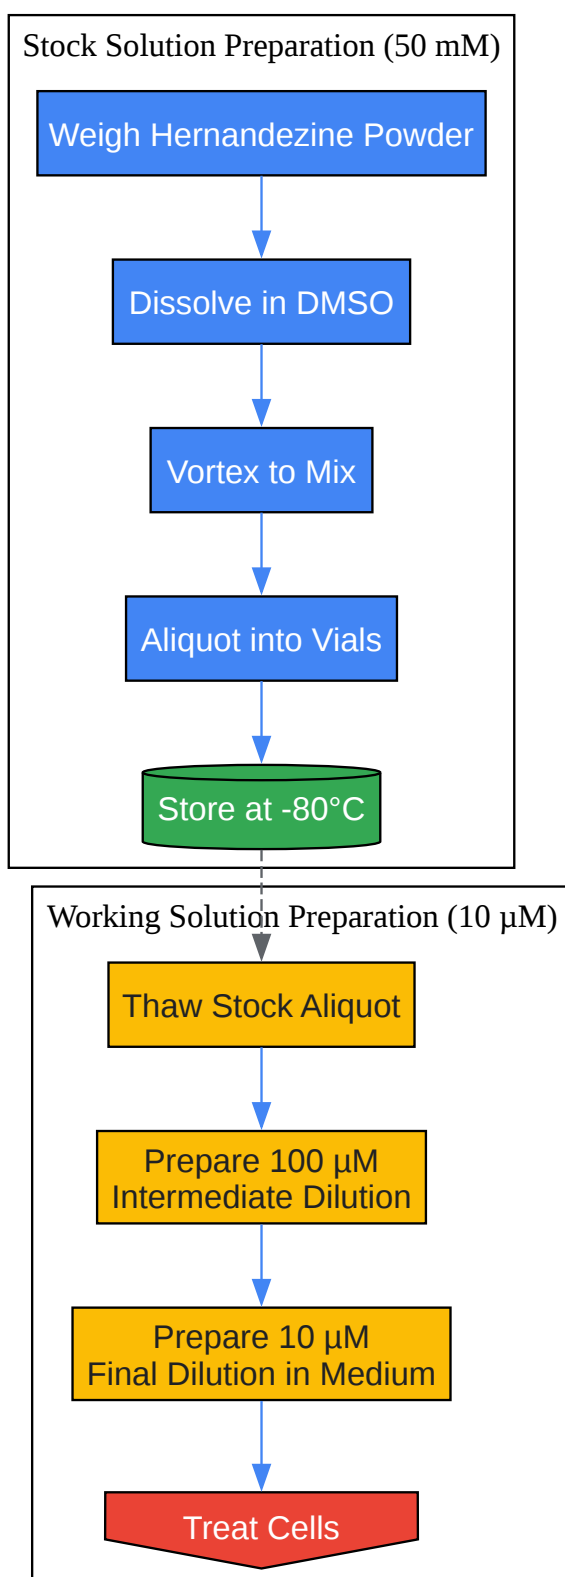 Stock Solution Preparation (50 mM)
Weigh Hernandezine Powder
Dissolve in DMSO
Vortex to Mix
Aliquot into Vials
Store at -80°C
Working Solution Preparation (10 µM)
Thaw Stock Aliquot
Prepare 100 µM
Intermediate Dilution
Prepare 10 µM
Final Dilution in Medium
Treat Cells